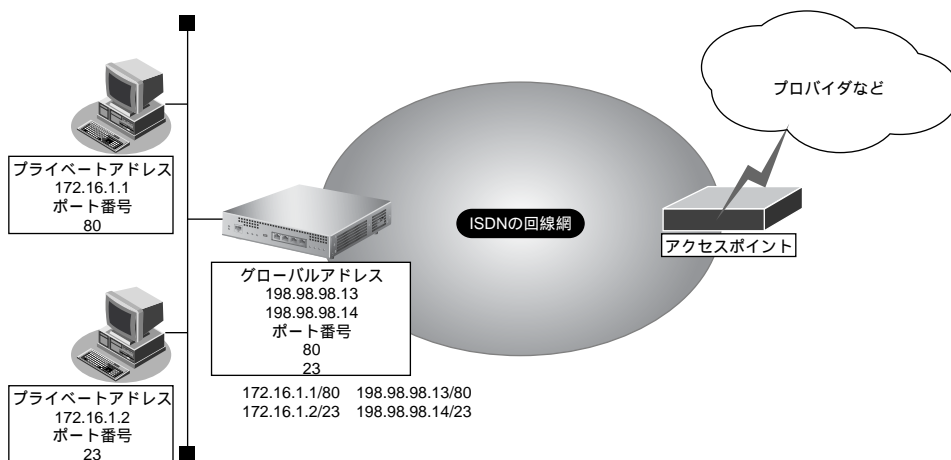 プロバイダなど
プライベートアドレス
172.16.1.1
ポート番号
80
ISDNの回線網
アクセスポイント
グローバルアドレス
198.98.98.13
198.98.98.14
ポート番号
80
23
172.16.1.1/80 198.98.98.13/80
172.16.1.2/23 198.98.98.14/23
プライベートアドレス
172.16.1.2
ポート番号
23